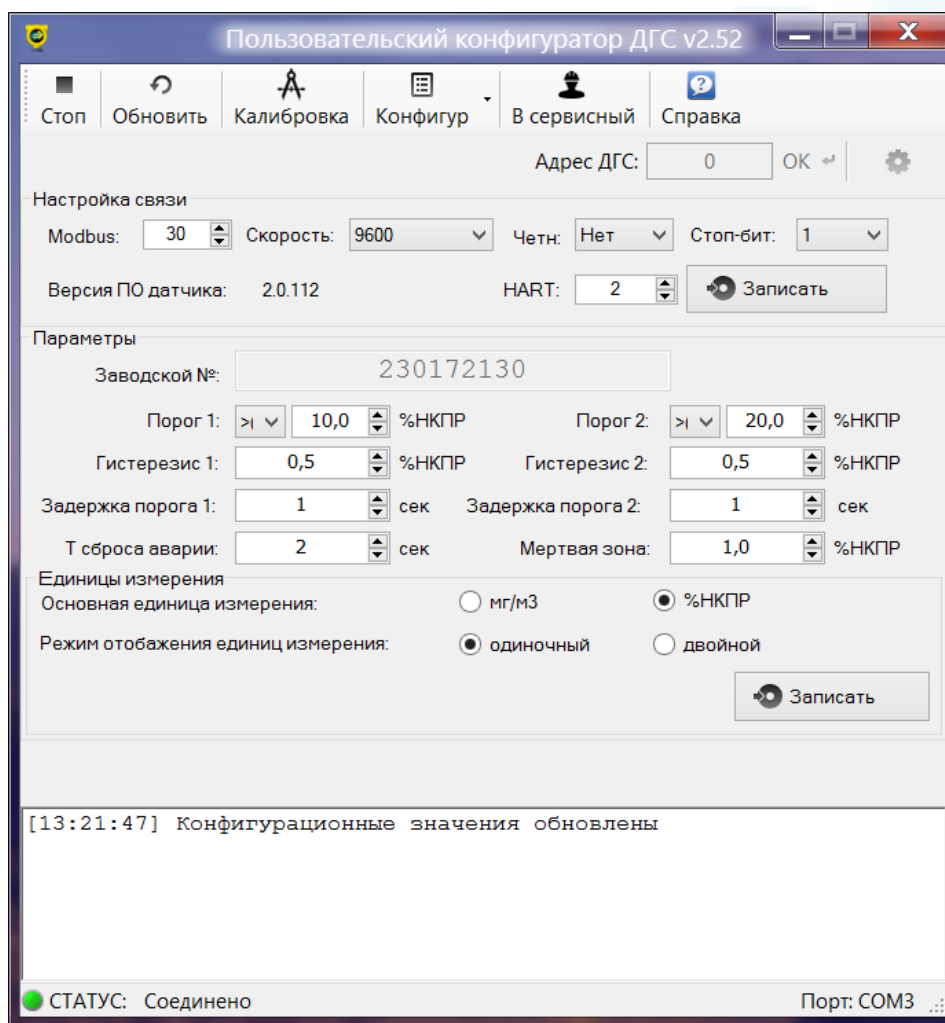 Пользовательский конфигуратор ДГС v2.52
Стоп Обновить Калибровка Конфигур В сервисный Справка
Адрес ДГС: 0 OK
Настройка связи
Modbus: 30 Скорость: 9600 Четн: Нет Стоп-бит: 1
Версия ПО датчика: 2.0.112 HART: 2 Записать
Параметры
Заводской №: 230172130
Порог 1: >( 10,0 %НКПР Порог 2: >( 20,0 %НКПР
Гистерезис 1: 0,5 %НКПР Гистерезис 2: 0,5 %НКПР
Задержка порога 1: 1 сек Задержка порога 2: 1 сек
Т сброса аварии: 2 сек Мертвая зона: 1,0 %НКПР
Единицы измерения
Основная единица измерения: мг/м3 %НКПР
Режим отобажения единиц измерения: одиночный двойной
Записать
[13:21:47] Конфигурационные значения обновлены
СТАТУС: Соединено Порт: COM3